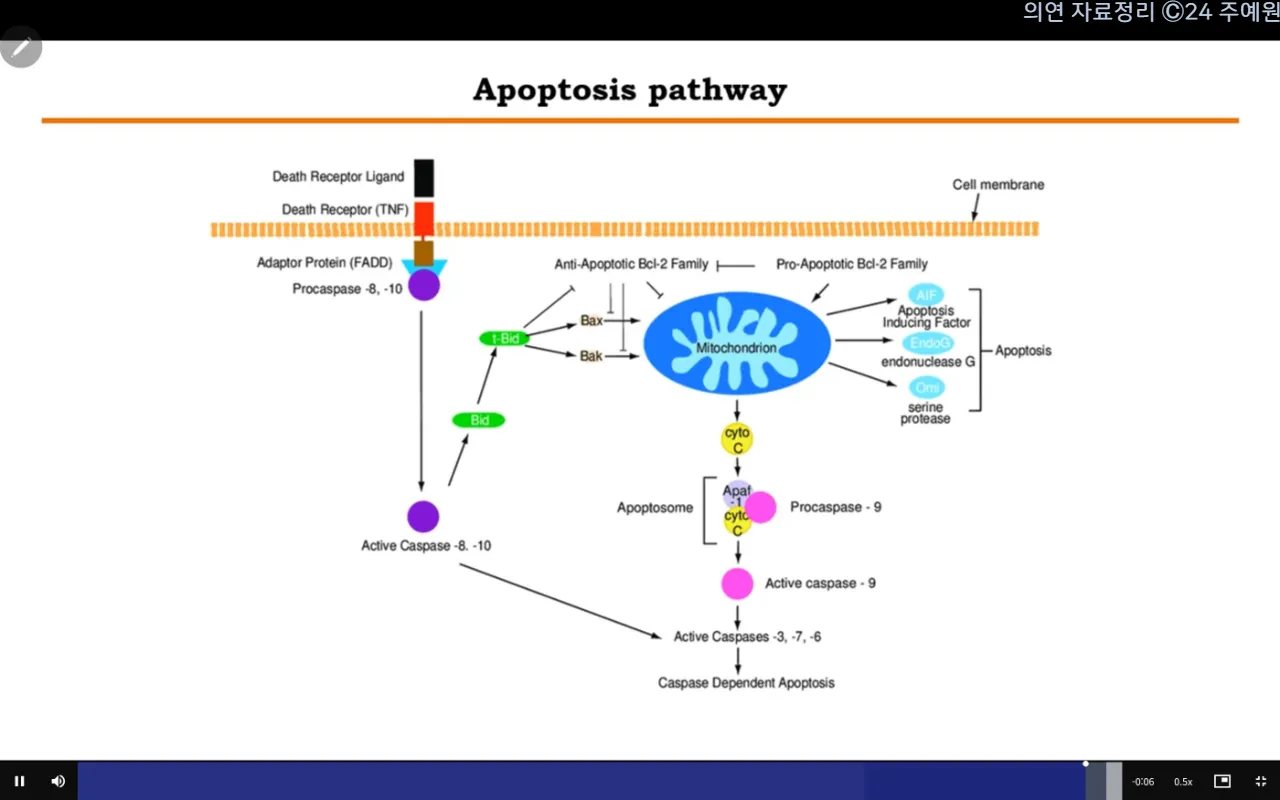 의연 자료정리 ⓒ24 주예원
Apoptosis pathway
Death Receptor Ligand
Death Receptor (TNF)
Cell membrane
Adaptor Protein (FADD)
Procaspase -8, -10
Anti-Apoptotic Bcl-2 Family
Pro-Apoptotic Bcl-2 Family
t-Bid
Bax
Bak
Bid
Mitochondrion
AIF
Apoptosis
Inducing Factor
EndoG
endonuclease G
Omi
serine
protease
Apoptosis
cyto
C
Apoptosome
Apaf
-1
cyto
C
Procaspase - 9
Active Caspase -8. -10
Active caspase - 9
Active Caspases -3, -7, -6
Caspase Dependent Apoptosis
-0:06
0.5x